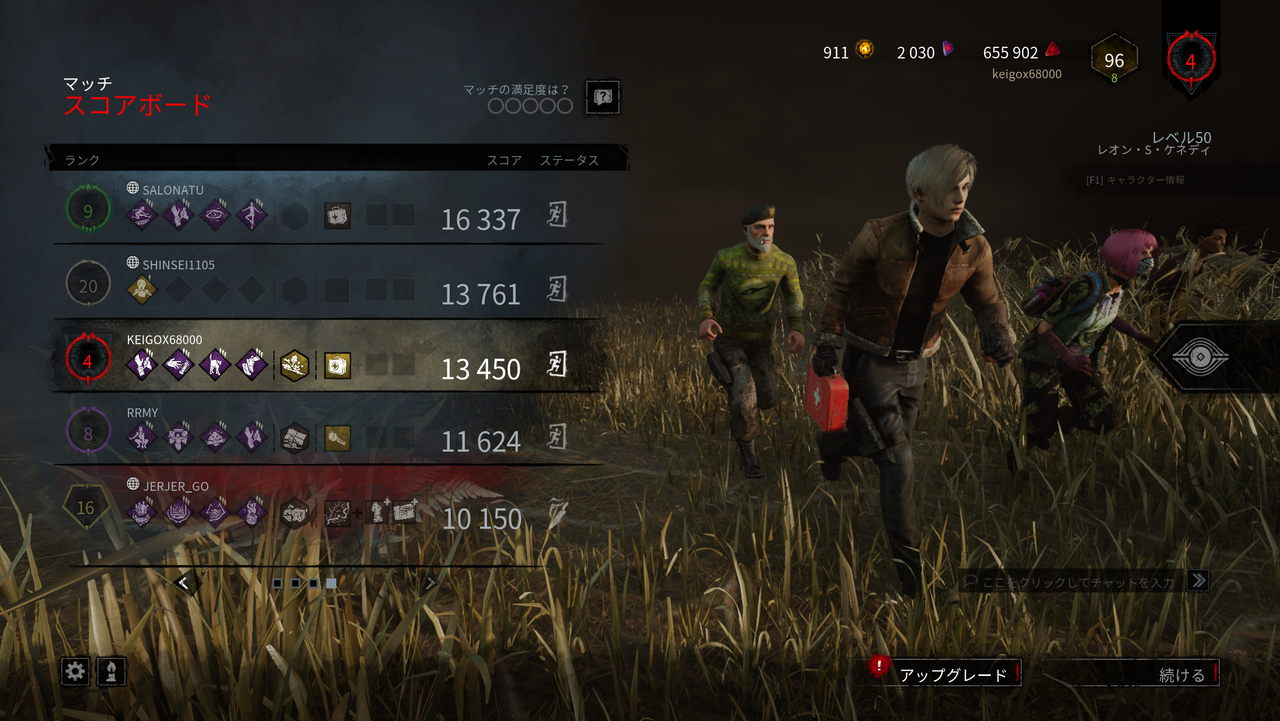 911 2 030 655 902
keigox68000
96
8
4
マッチ
スコアボード
マッチの満足度は？
レベル50
レオン・S・ケネディ
[F1] キャラクター情報
ランク スコア ステータス
9 SALONATU 16 337
20 SHINSEI1105 13 761
4 KEIGOX68000 13 450
8 RRMY 11 624
16 JERJER_GO 10 150
ここをクリックしてチャットを入力
アップグレード
続ける